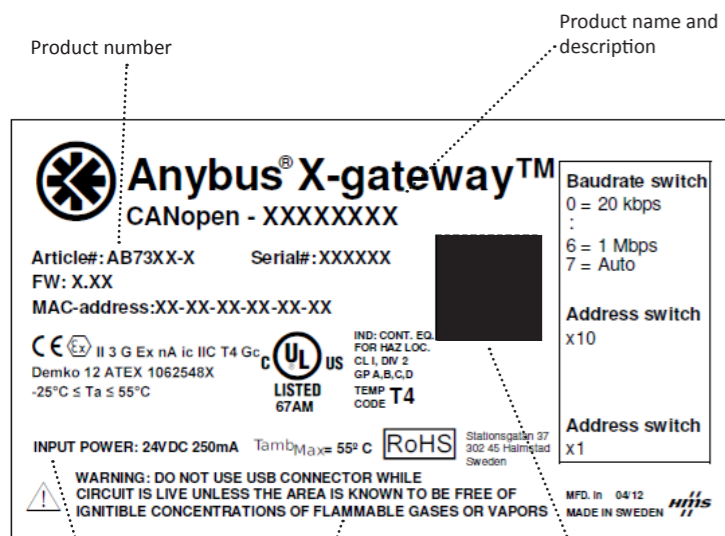 Product number
Product name and
description
Anybus® X-gateway™
CANopen - XXXXXXXX
Article#: AB73XX-X Serial#: XXXXXX
FW: X.XX
MAC-address:XX-XX-XX-XX-XX-XX
CE Ex II 3 G Ex nA ic IIC T4 Gc
Demko 12 ATEX 1062548X
-25°C ≤ Ta ≤ 55°C
C UL US
LISTED
67AM
IND: CONT. EQ.
FOR HAZ LOC.
CL I, DIV 2
GP A,B,C,D
TEMP
CODE T4
INPUT POWER: 24VDC 250mA TambMax= 55º C
RoHS
Stationsgatan 37
302 45 Halmstad
Sweden
WARNING: DO NOT USE USB CONNECTOR WHILE
CIRCUIT IS LIVE UNLESS THE AREA IS KNOWN TO BE FREE OF
IGNITIBLE CONCENTRATIONS OF FLAMMABLE GASES OR VAPORS
Baudrate switch
0 = 20 kbps
:
6 = 1 Mbps
7 = Auto
Address switch
x10
Address switch
x1
MFD. In 04/12
MADE IN SWEDEN HMS